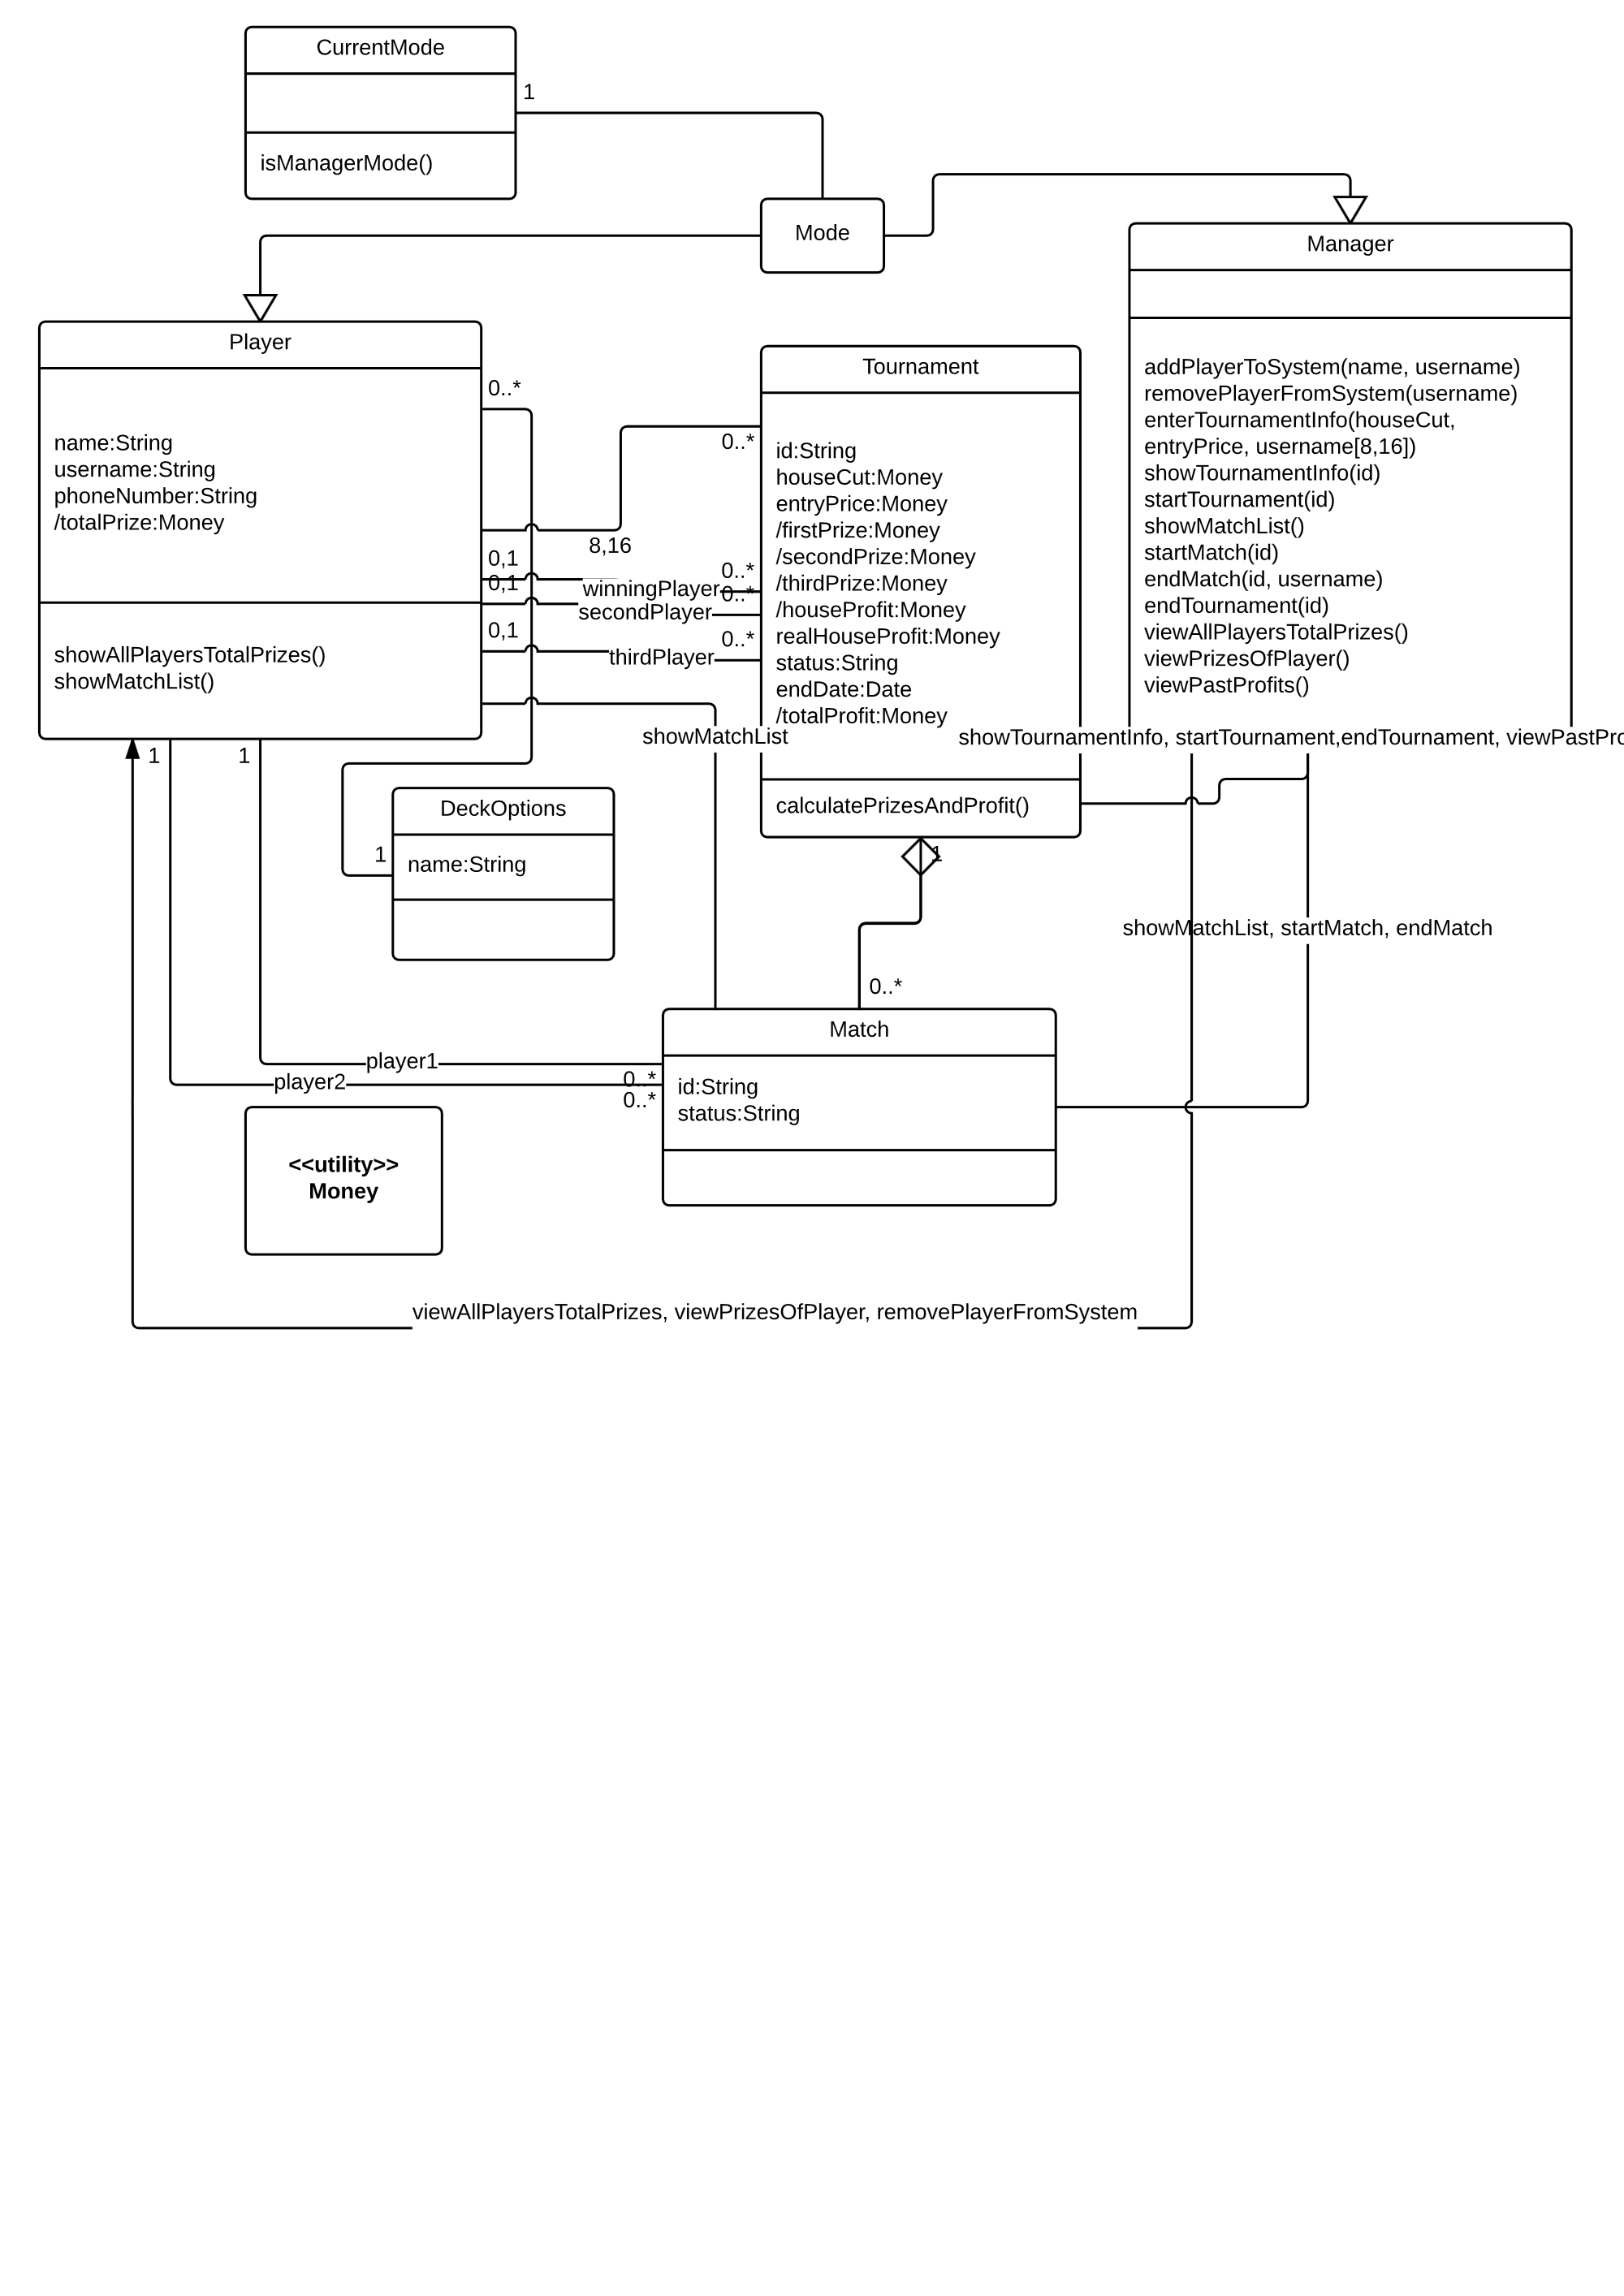 CurrentMode
1
isManagerMode()
Mode
Manager
Player
Tournament
addPlayerToSystem(name, username)
removePlayerFromSystem(username)
enterTournamentInfo(houseCut,
entryPrice, username[8,16])
showTournamentInfo(id)
startTournament(id)
showMatchList()
startMatch(id)
endMatch(id, username)
endTournament(id)
viewAllPlayersTotalPrizes()
viewPrizesOfPlayer()
viewPastProfits()
0..*
name:String
username:String
phoneNumber:String
/totalPrize:Money
0..*
id:String
houseCut:Money
entryPrice:Money
/firstPrize:Money
/secondPrize:Money
/thirdPrize:Money
/houseProfit:Money
realHouseProfit:Money
status:String
endDate:Date
/totalProfit:Money
8,16
0,1
0..*
winningPlayer
0,1
0..*
secondPlayer
0,1
0..*
thirdPlayer
showAllPlayersTotalPrizes()
showMatchList()
showMatchList
showTournamentInfo, startTournament,endTournament, viewPastPro
1
1
DeckOptions
calculatePrizesAndProfit()
1
name:String
1
showMatchList, startMatch, endMatch
0..*
Match
player1
player2
0..*
0..*
id:String
status:String
<<utility>>
Money
viewAllPlayersTotalPrizes, viewPrizesOfPlayer, removePlayerFromSystem